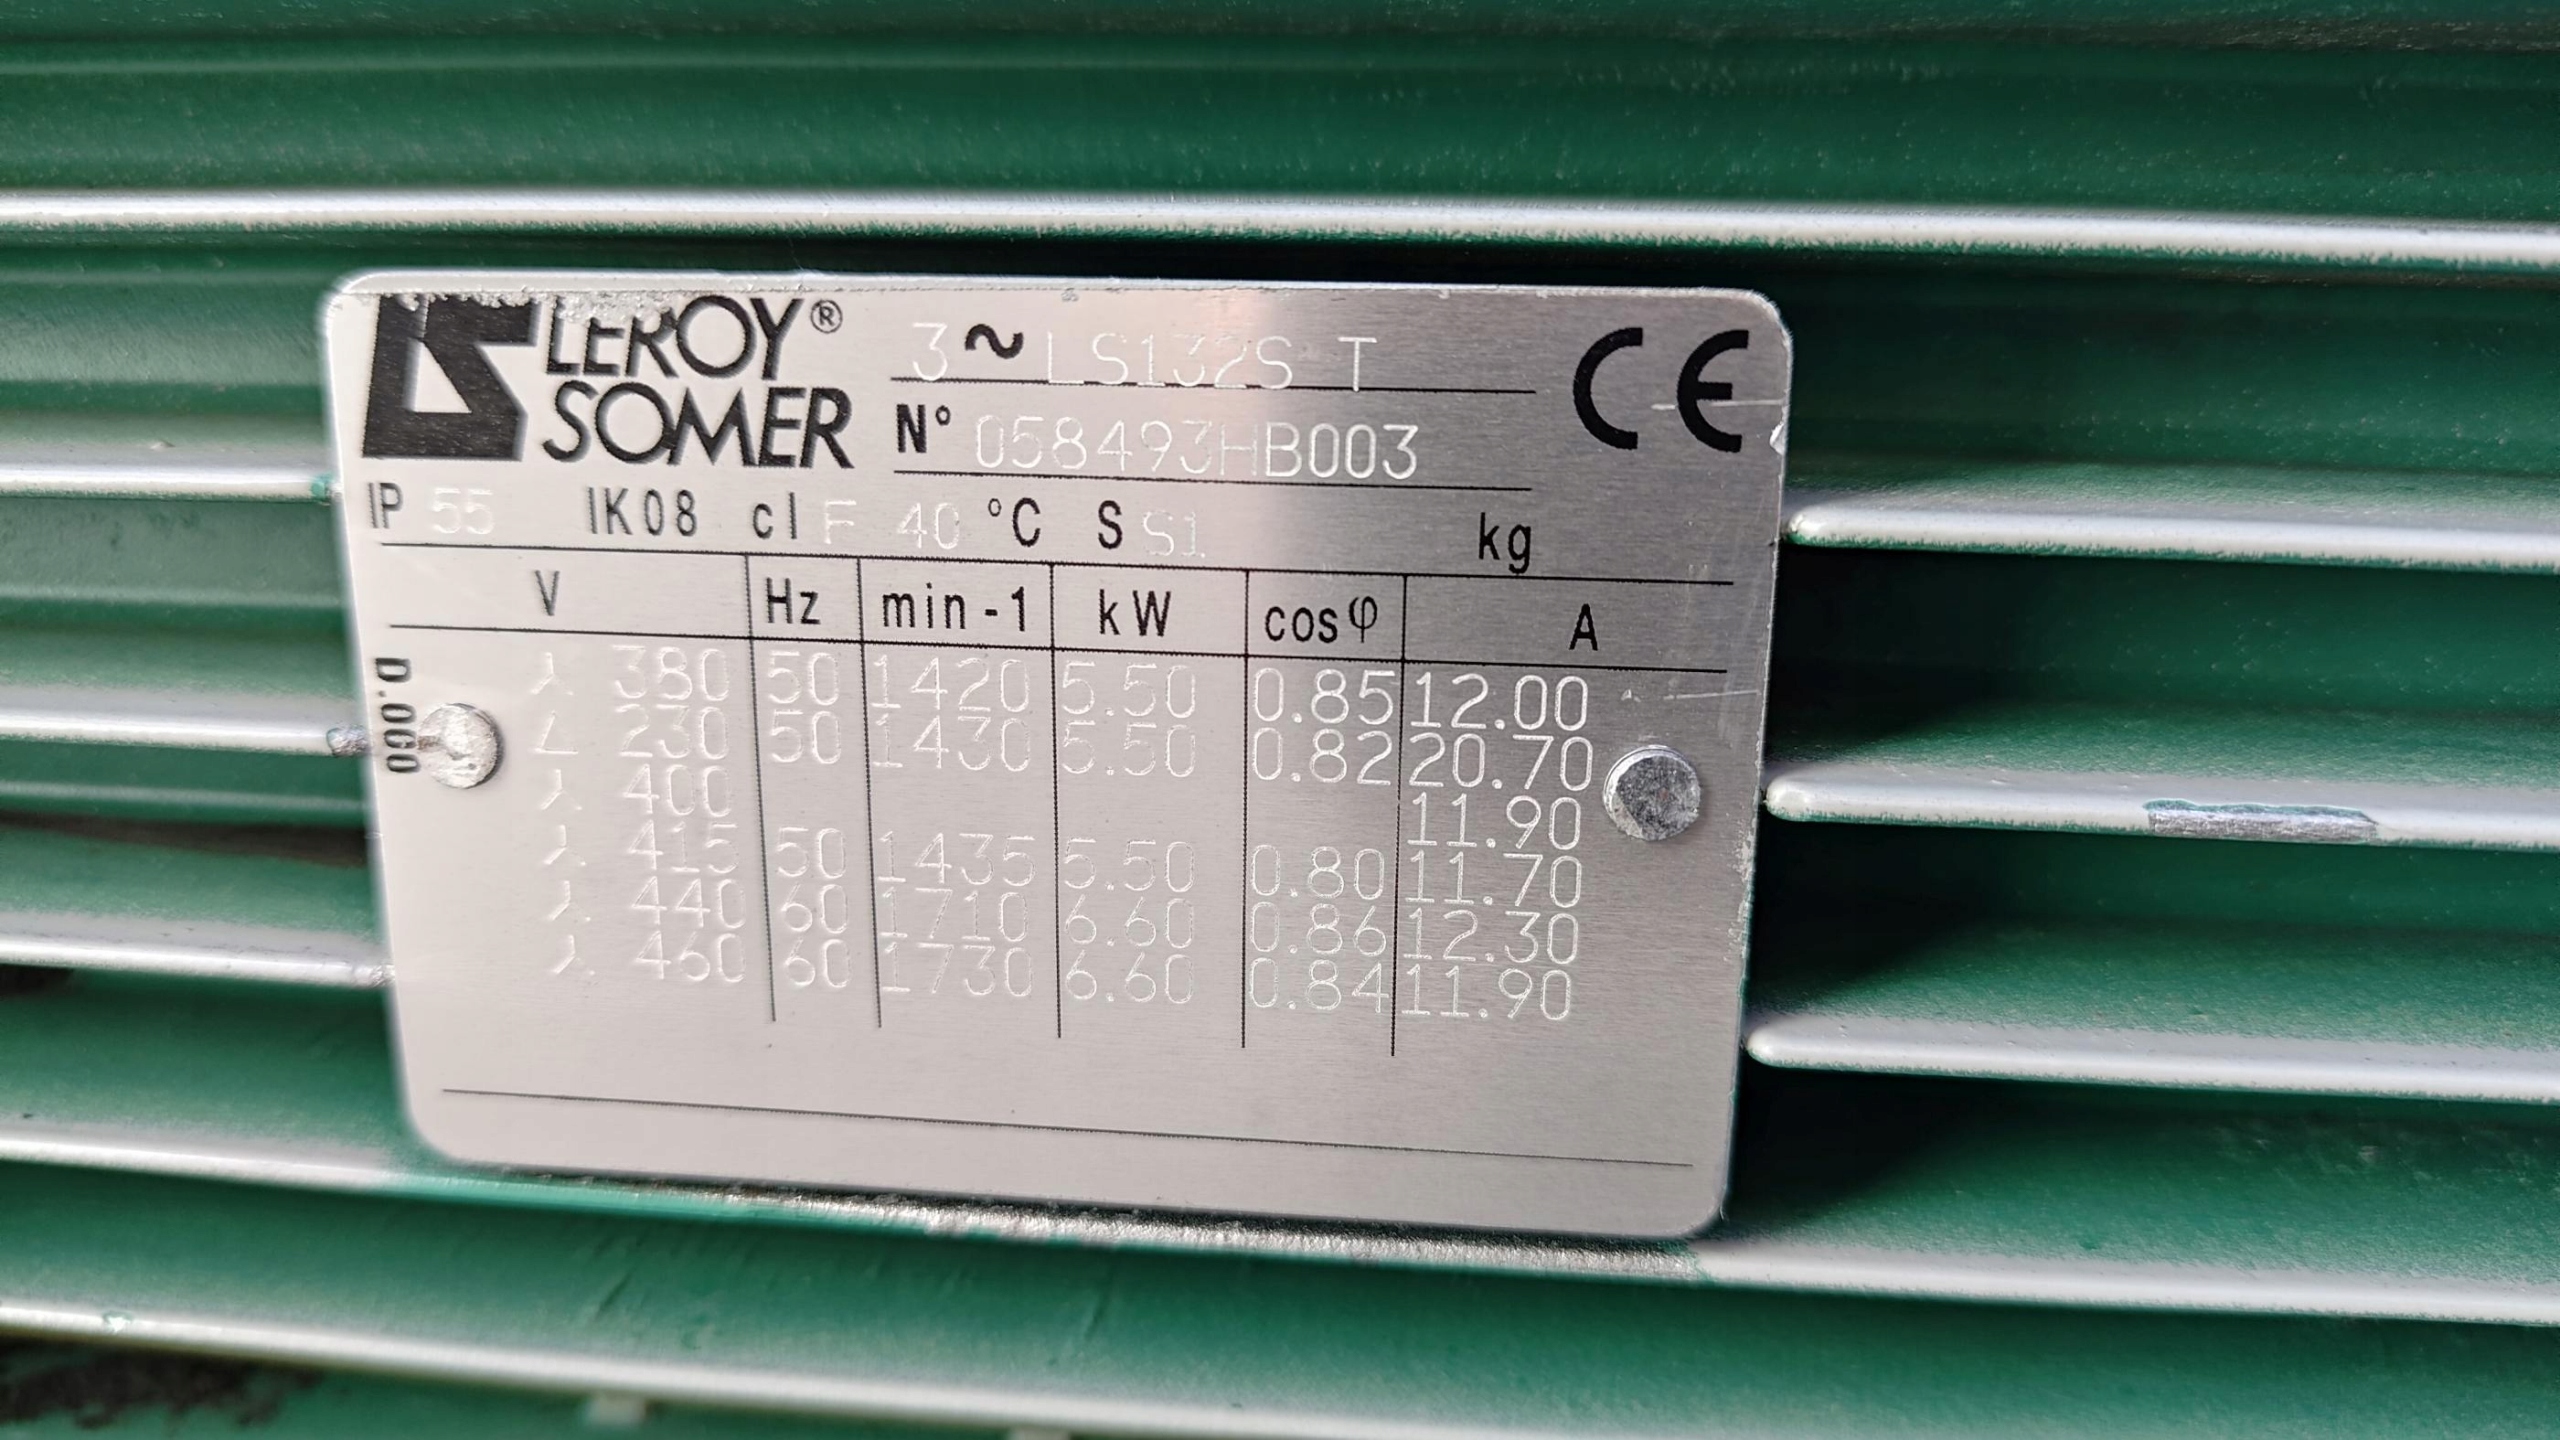 LEROY®
SOMER
3 ~ LS132S T
N° 058493HB003
IP 55 IK08 cl F 40 °C S S1 kg
V Hz min-1 kW cosφ A
D.000
λ 380 50 1420 5.50 0.85 12.00
∠ 230 50 1430 5.50 0.82 20.70
λ 400 11.90
λ 415 50 1435 5.50 0.80 11.70
λ 440 60 1710 6.60 0.86 12.30
λ 460 60 1730 6.60 0.84 11.90
CE